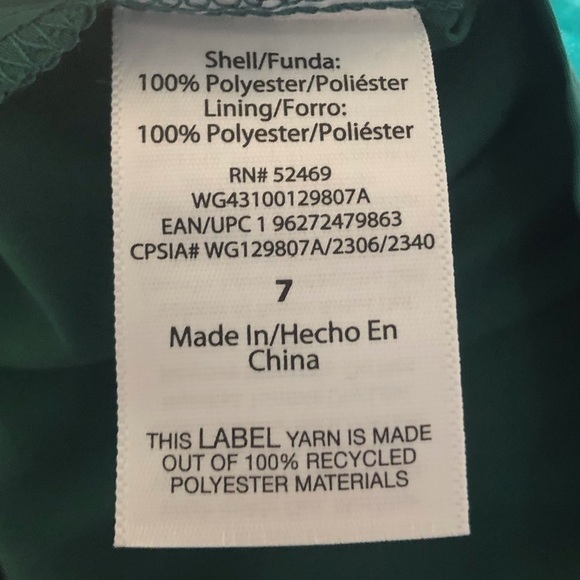 Shell/Funda:
100% Polyester/Poliéster
Lining/Forro:
100% Polyester/Poliéster
RN# 52469
WG43100129807A
EAN/UPC 1 96272479863
CPSIA# WG129807A/2306/2340
7
Made In/Hecho En
China
THIS LABEL YARN IS MADE
OUT OF 100% RECYCLED
POLYESTER MATERIALS